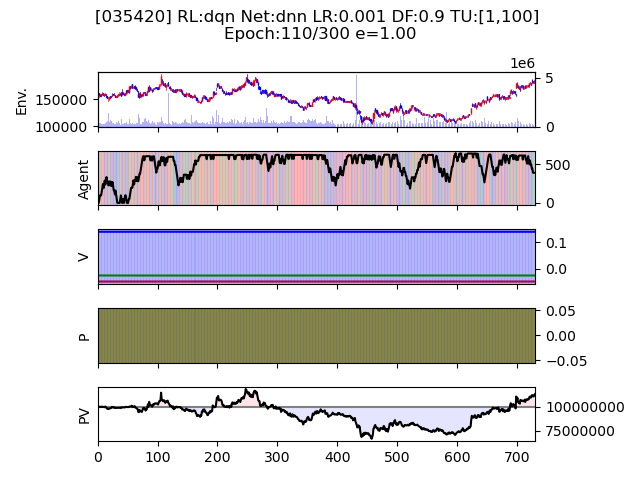 [035420] RL:dqn Net:dnn LR:0.001 DF:0.9 TU:[1,100]
Epoch:110/300 e=1.00
1e6
Env.
150000
100000
5
0
Agent
500
0
V
0.1
0.0
P
0.05
0.00
−0.05
PV
100000000
75000000
0 100 200 300 400 500 600 700